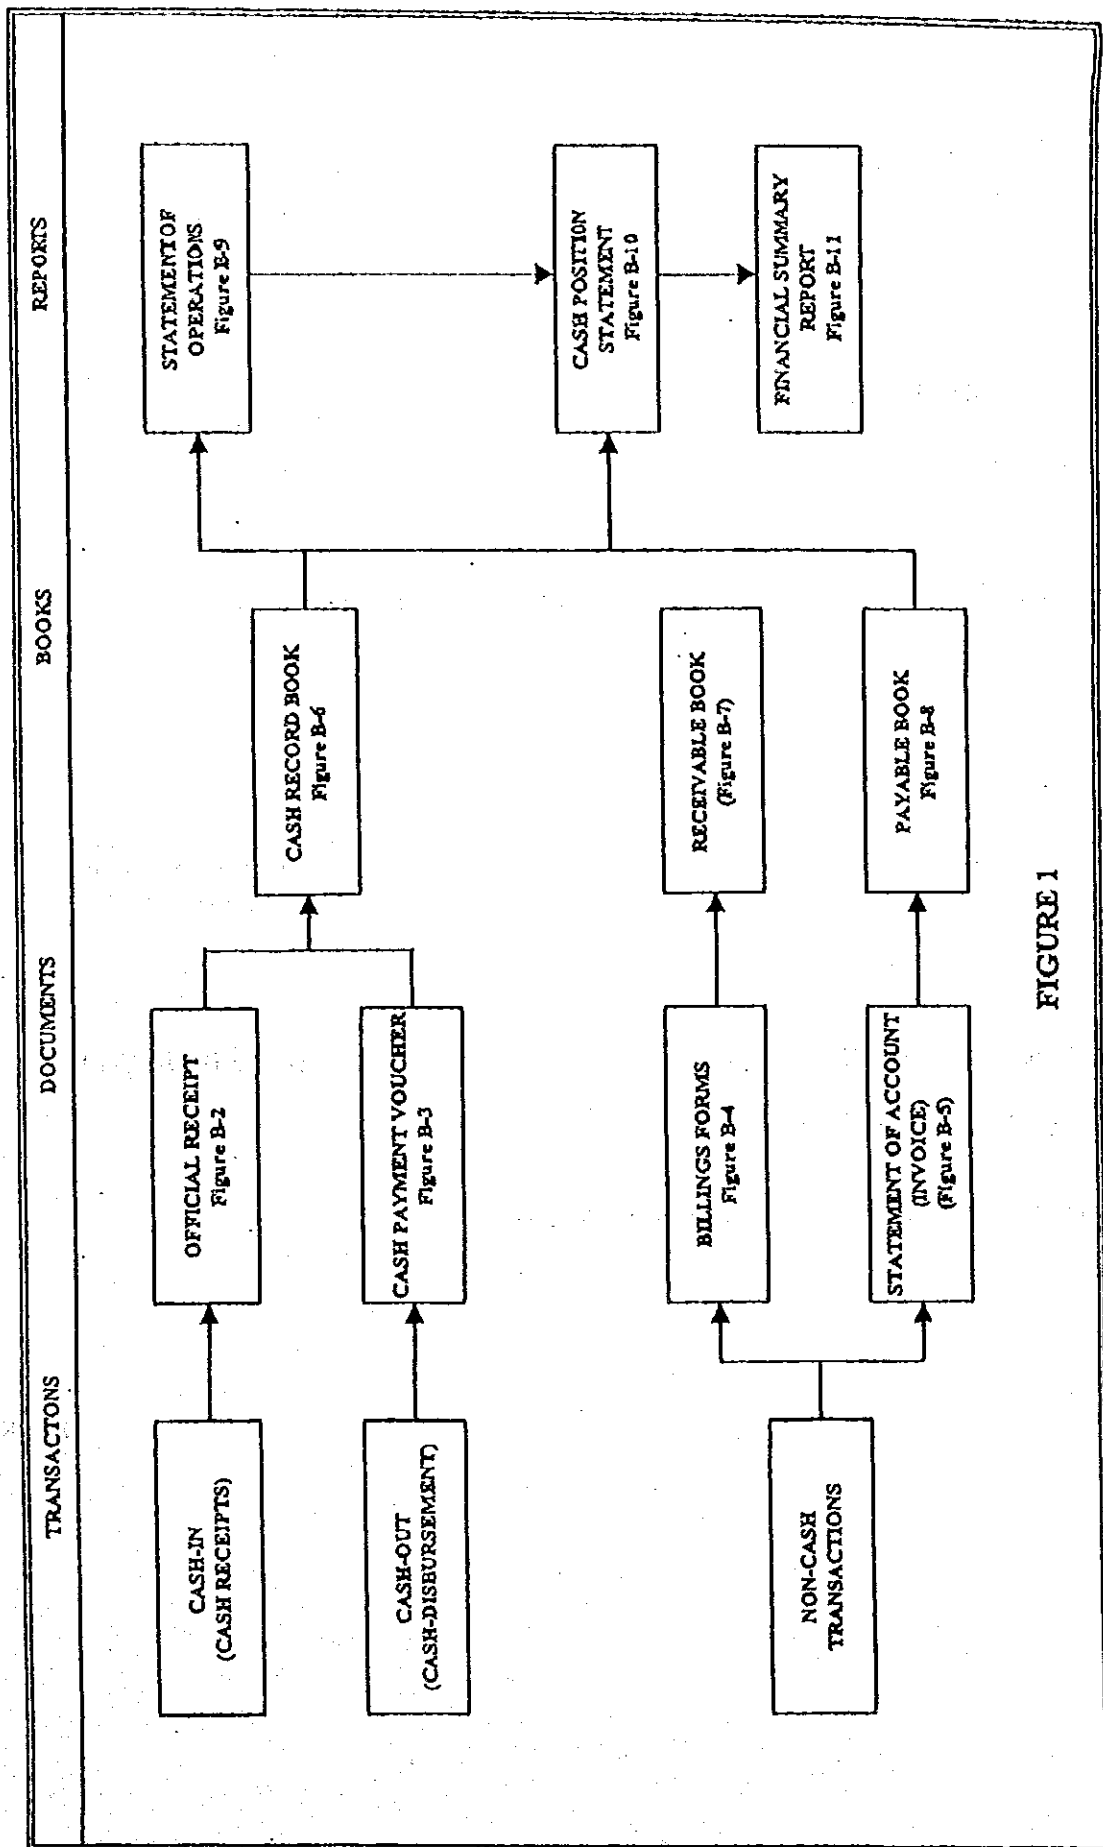 TRANSACTONS
DOCUMENTS
BOOKS
REPORTS
CASH-IN
(CASH RECEIPTS)
OFFICIAL RECEIPT
Figure B-2
CASH-OUT
(CASH-DISBURSEMENT)
CASH PAYMENT VOUCHER
Figure B-3
CASH RECORD BOOK
Figure B-6
STATEMENT OF
OPERATIONS
Figure B-9
NON-CASH
TRANSACTIONS
BILLINGS FORMS
Figure B-4
RECEIVABLE BOOK
(Figure B-7)
CASH POSITION
STATEMENT
Figure B-10
STATEMENT OF ACCOUNT
(INVOICE)
(Figure B-5)
PAYABLE BOOK
Figure B-8
FINANCIAL SUMMARY
REPORT
Figure B-11
FIGURE 1